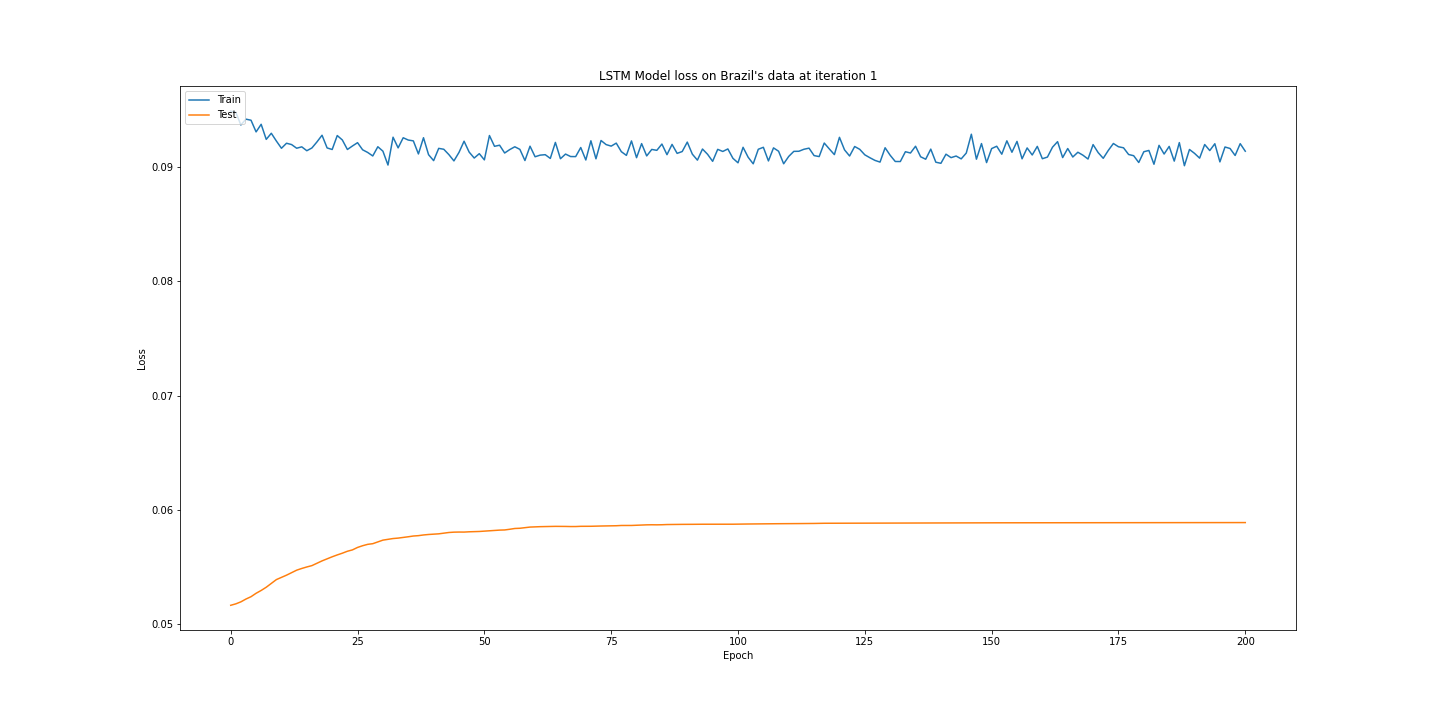 LSTM Model loss on Brazil's data at iteration 1
Train
Test
0.09
0.08
0.07
0.06
0.05
Loss
0 25 50 75 100 125 150 175 200
Epoch